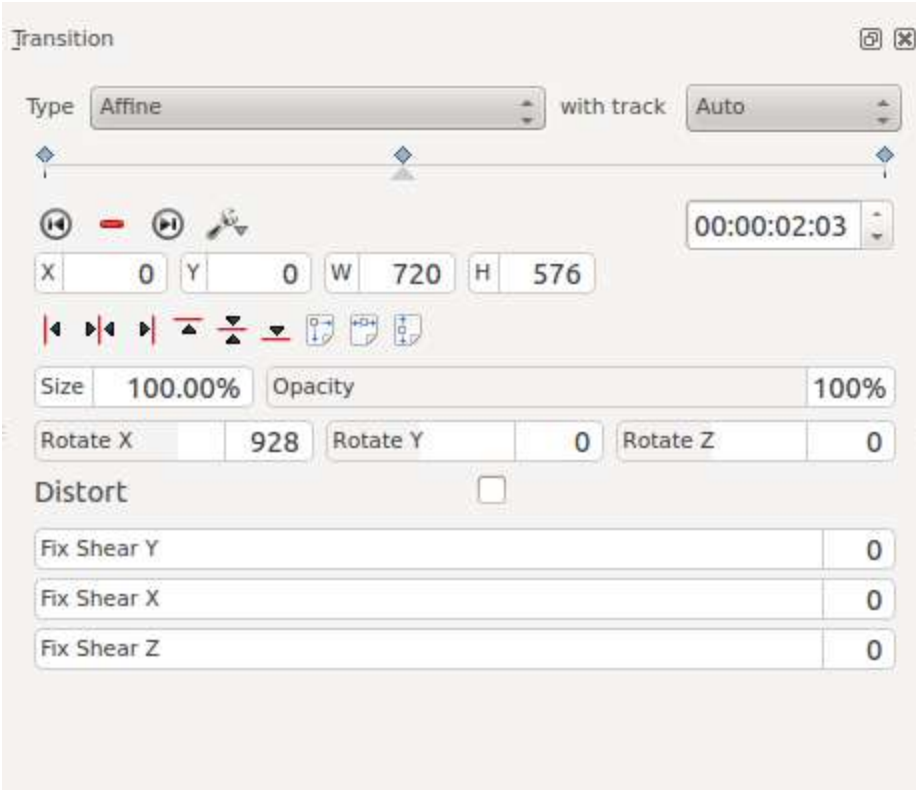 Transition
Type Affine with track Auto
00:00:02:03
X 0 Y 0 W 720 H 576
Size 100.00% Opacity 100%
Rotate X 928 Rotate Y 0 Rotate Z 0
Distort
Fix Shear Y 0
Fix Shear X 0
Fix Shear Z 0